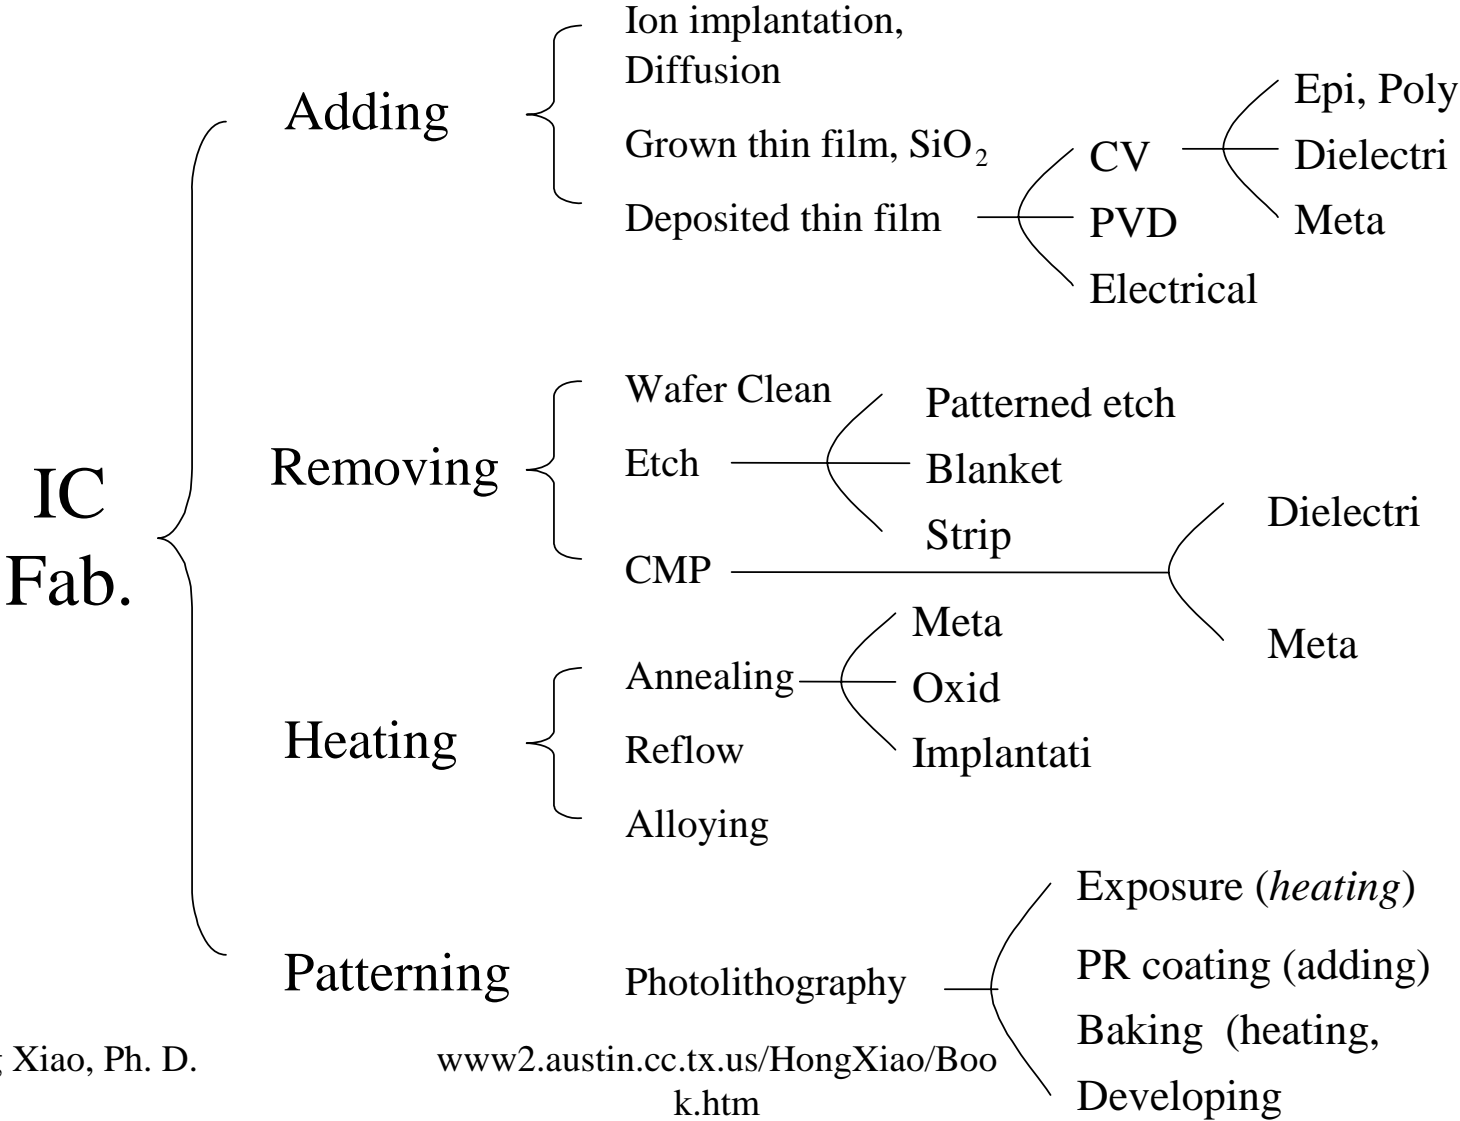 Ion implantation,
Diffusion
Adding
Grown thin film, SiO₂
Deposited thin film
CV
PVD
Electrical
Epi, Poly
Dielectri
Meta
IC
Fab.
Removing
Wafer Clean
Etch
CMP
Patterned etch
Blanket
Strip
Dielectri
Meta
Heating
Annealing
Reflow
Alloying
Meta
Oxid
Implantati
Patterning
Photolithography
Exposure (heating)
PR coating (adding)
Baking (heating,
Developing
g Xiao, Ph. D.
www2.austin.cc.tx.us/HongXiao/Boo
k.htm